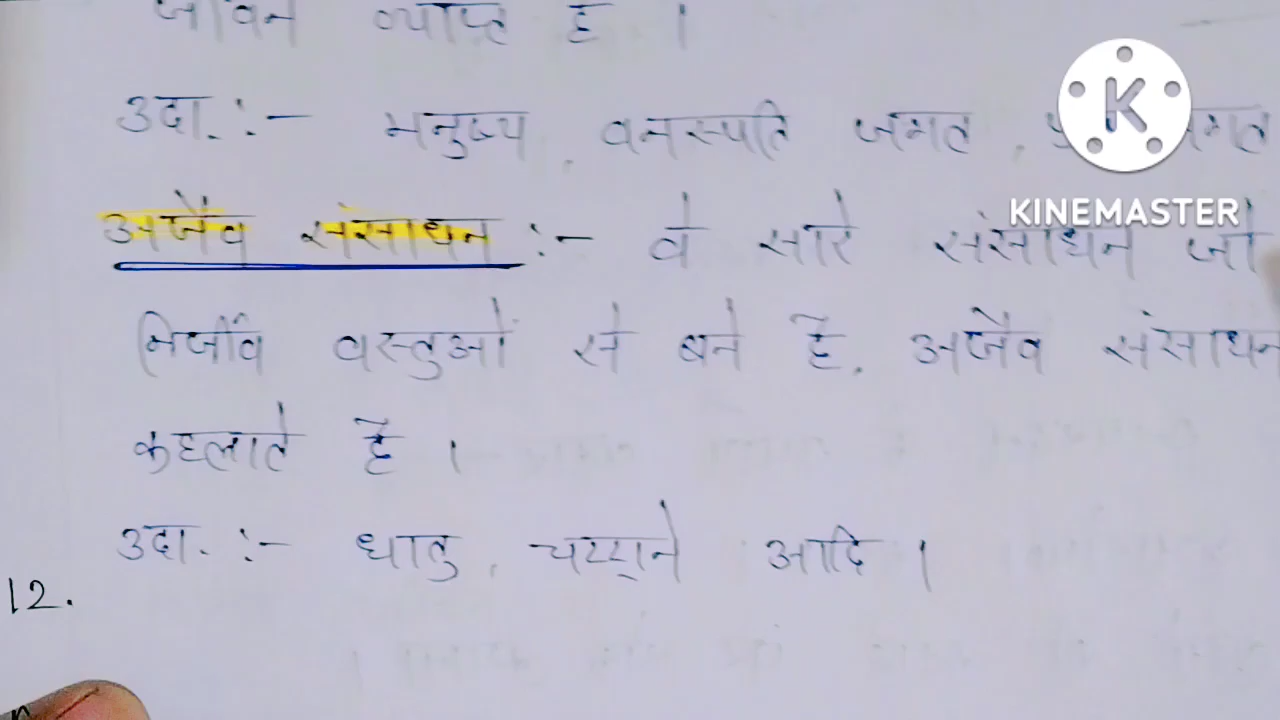 जीवन व्याप्त है ।
उदा.:- मनुष्य, वनस्पति जगत, जगत
अजैव संसाधन :- वे सारे संसाधन जो
निर्जीव वस्तुओं से बने हैं, अजैव संसाधन
कहलाते हैं ।
उदा.:- धातु, चट्टाने आदि ।
12.
KINEMASTER